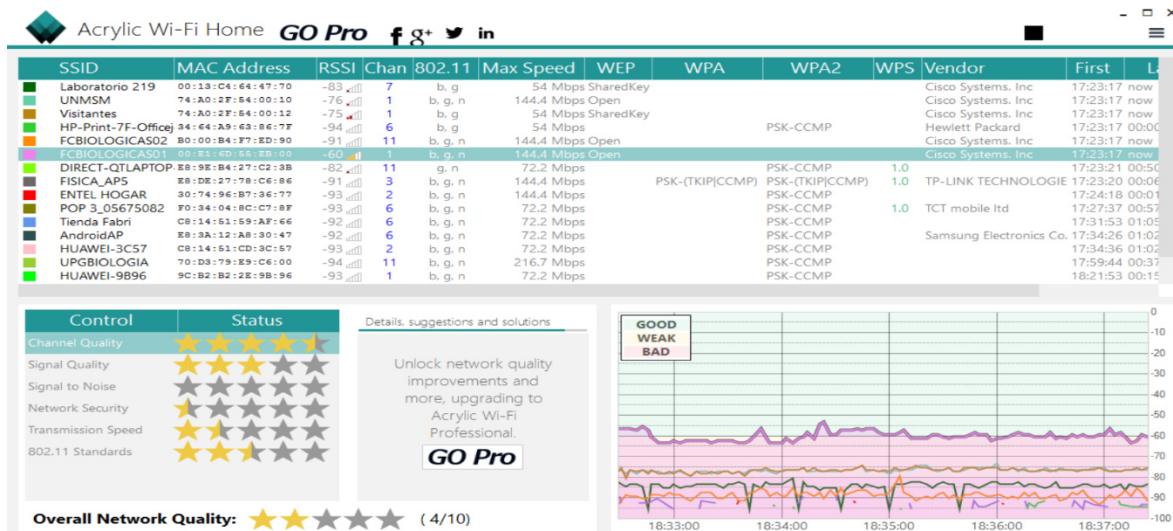 Acrylic Wi-Fi Home GO Pro f g+ in
SSID MAC Address RSSI Chan 802.11 Max Speed WEP WPA WPA2 WPS Vendor First La
Laboratorio 219 00:13:C4:64:47:70 -83 7 b, g 54 Mbps SharedKey Cisco Systems. Inc 17:23:17 now
UNMSM 74:A0:2F:54:00:10 -76 1 b, g, n 144.4 Mbps Open Cisco Systems. Inc 17:23:17 now
Visitantes 74:A0:2F:54:00:12 -75 1 b, g 54 Mbps SharedKey Cisco Systems. Inc 17:23:17 now
HP-Print-7F-Officej 34:64:A9:63:86:7F -94 6 b, g 54 Mbps PSK-CCMP Hewlett Packard 17:23:17 00:00
FCBIOLOGICAS02 B0:00:B4:F7:ED:90 -91 11 b, g, n 144.4 Mbps Open Cisco Systems. Inc 17:23:17 now
FCBIOLOGICAS01 00:E1:6D:55:EB:00 -60 1 b, g, n 144.4 Mbps Open Cisco Systems. Inc 17:23:17 now
DIRECT-QTLAPTOP- E8:9E:B4:27:C2:3B -82 11 g, n 72.2 Mbps PSK-CCMP 1.0 17:23:21 00:50
FISICA_AP5 E8:DE:27:78:C6:86 -91 3 b, g, n 144.4 Mbps PSK-(TKIP|CCMP) PSK-(TKIP|CCMP) 1.0 TP-LINK TECHNOLOGIE 17:23:20 00:06
ENTEL HOGAR 30:74:96:B7:36:77 -93 2 b, g, n 144.4 Mbps PSK-CCMP 17:24:18 00:01
POP 3_05675082 F0:34:04:8C:C7:8F -93 6 b, g, n 72.2 Mbps PSK-CCMP 1.0 TCT mobile ltd 17:27:37 00:57
Tienda Fabri C8:14:51:59:AF:66 -92 6 b, g, n 72.2 Mbps PSK-CCMP 17:31:53 01:05
AndroidAP E8:3A:12:A8:30:47 -92 6 b, g, n 72.2 Mbps PSK-CCMP Samsung Electronics Co. 17:34:26 01:02
HUAWEI-3C57 C8:14:51:CD:3C:57 -93 2 b, g, n 72.2 Mbps PSK-CCMP 17:34:36 01:02
UPGBIOLOGIA 70:D3:79:E9:C6:00 -94 11 b, g, n 216.7 Mbps PSK-CCMP 17:59:44 00:37
HUAWEI-9B96 9C:B2:B2:2E:9B:96 -93 1 b, g, n 72.2 Mbps PSK-CCMP 18:21:53 00:15
Control Status
Channel Quality
Signal Quality
Signal to Noise
Network Security
Transmission Speed
802.11 Standards
Overall Network Quality: ( 4/10)
Details, suggestions and solutions
Unlock network quality
improvements and
more, upgrading to
Acrylic Wi-Fi
Professional.
GO Pro
GOOD
WEAK
BAD
0
-10
-20
-30
-40
-50
-60
-70
-80
-90
-100
18:33:00 18:34:00 18:35:00 18:36:00 18:37:00